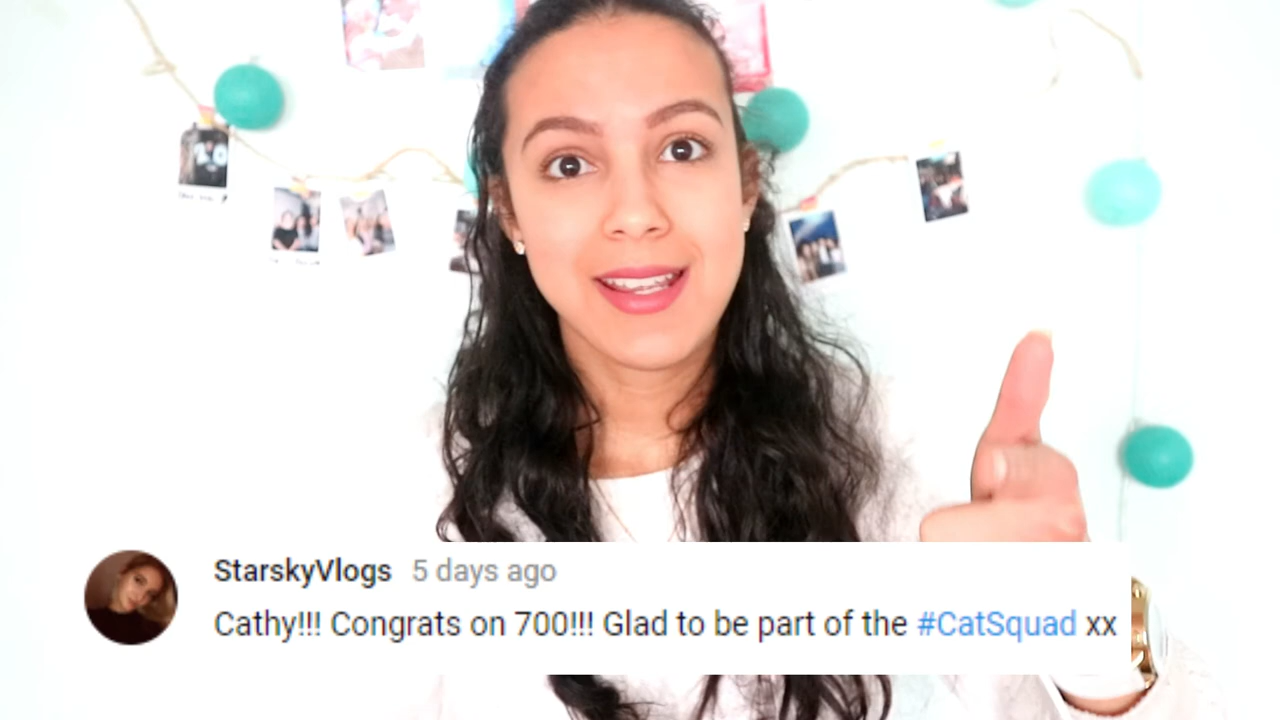 StarskyVlogs 5 days ago
Cathy!!! Congrats on 700!!! Glad to be part of the #CatSquad xx